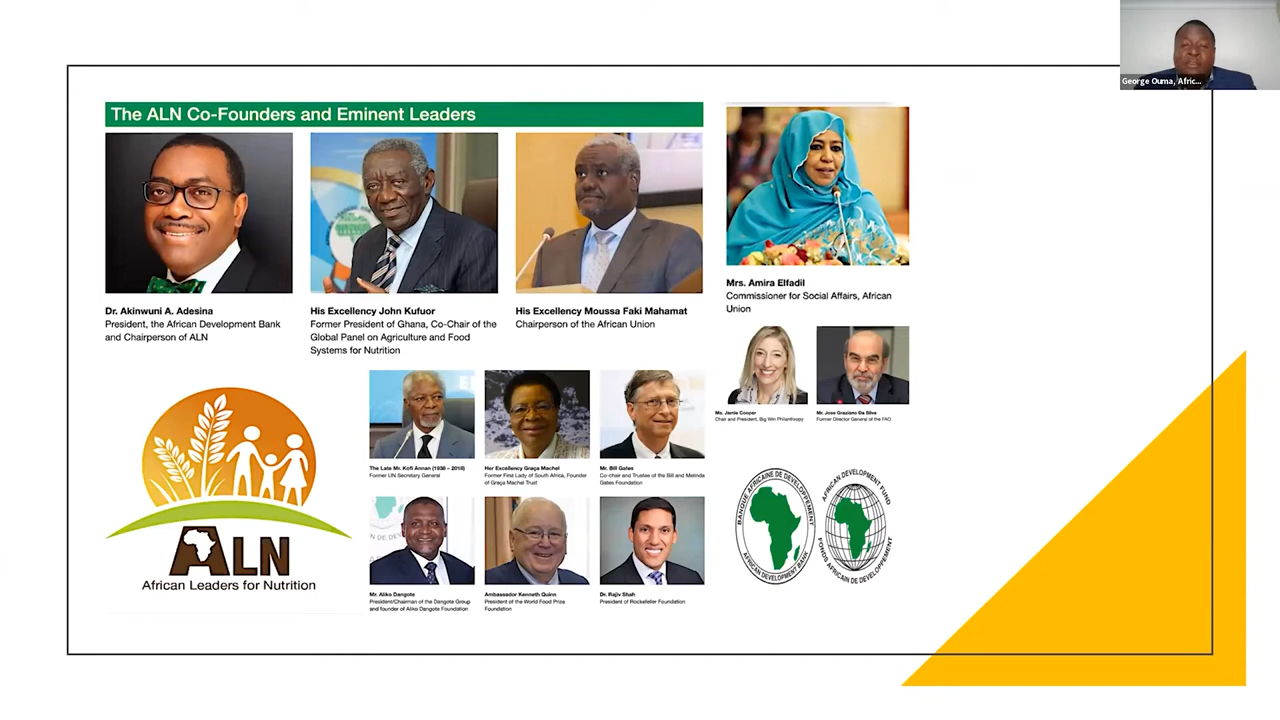 George Ouma, Afric...
The ALN Co-Founders and Eminent Leaders
Dr. Akinwuni A. Adesina
President, the African Development Bank
and Chairperson of ALN
His Excellency John Kufuor
Former President of Ghana, Co-Chair of the
Global Panel on Agriculture and Food
Systems for Nutrition
His Excellency Moussa Faki Mahamat
Chairperson of the African Union
Mrs. Amira Elfadil
Commissioner for Social Affairs, African
Union
Ms. Jamie Cooper
Chair and President, Big Win Philanthropy
Mr. Jose Graziano Da Silva
Former Director General of the FAO
The Late Mr. Kofi Annan (1938 – 2018)
Former UN Secretary General
Her Excellency Graça Machel
Former First Lady of South Africa, Founder
of Graça Machel Trust
Mr. Bill Gates
Co-chair and Trustee of the Bill and Melinda
Gates Foundation
Mr. Aliko Dangote
President/Chairman of the Dangote Group
and founder of Aliko Dangote Foundation
Ambassador Kenneth Quinn
President of the World Food Prize
Foundation
Dr. Rajiv Shah
President of Rockefeller Foundation
ALN
African Leaders for Nutrition
BANQUE AFRICAINE DE DEVELOPPEMENT
AFRICAN DEVELOPMENT BANK
AFRICAN DEVELOPMENT FUND
FONDS AFRICAIN DE DEVELOPPEMENT